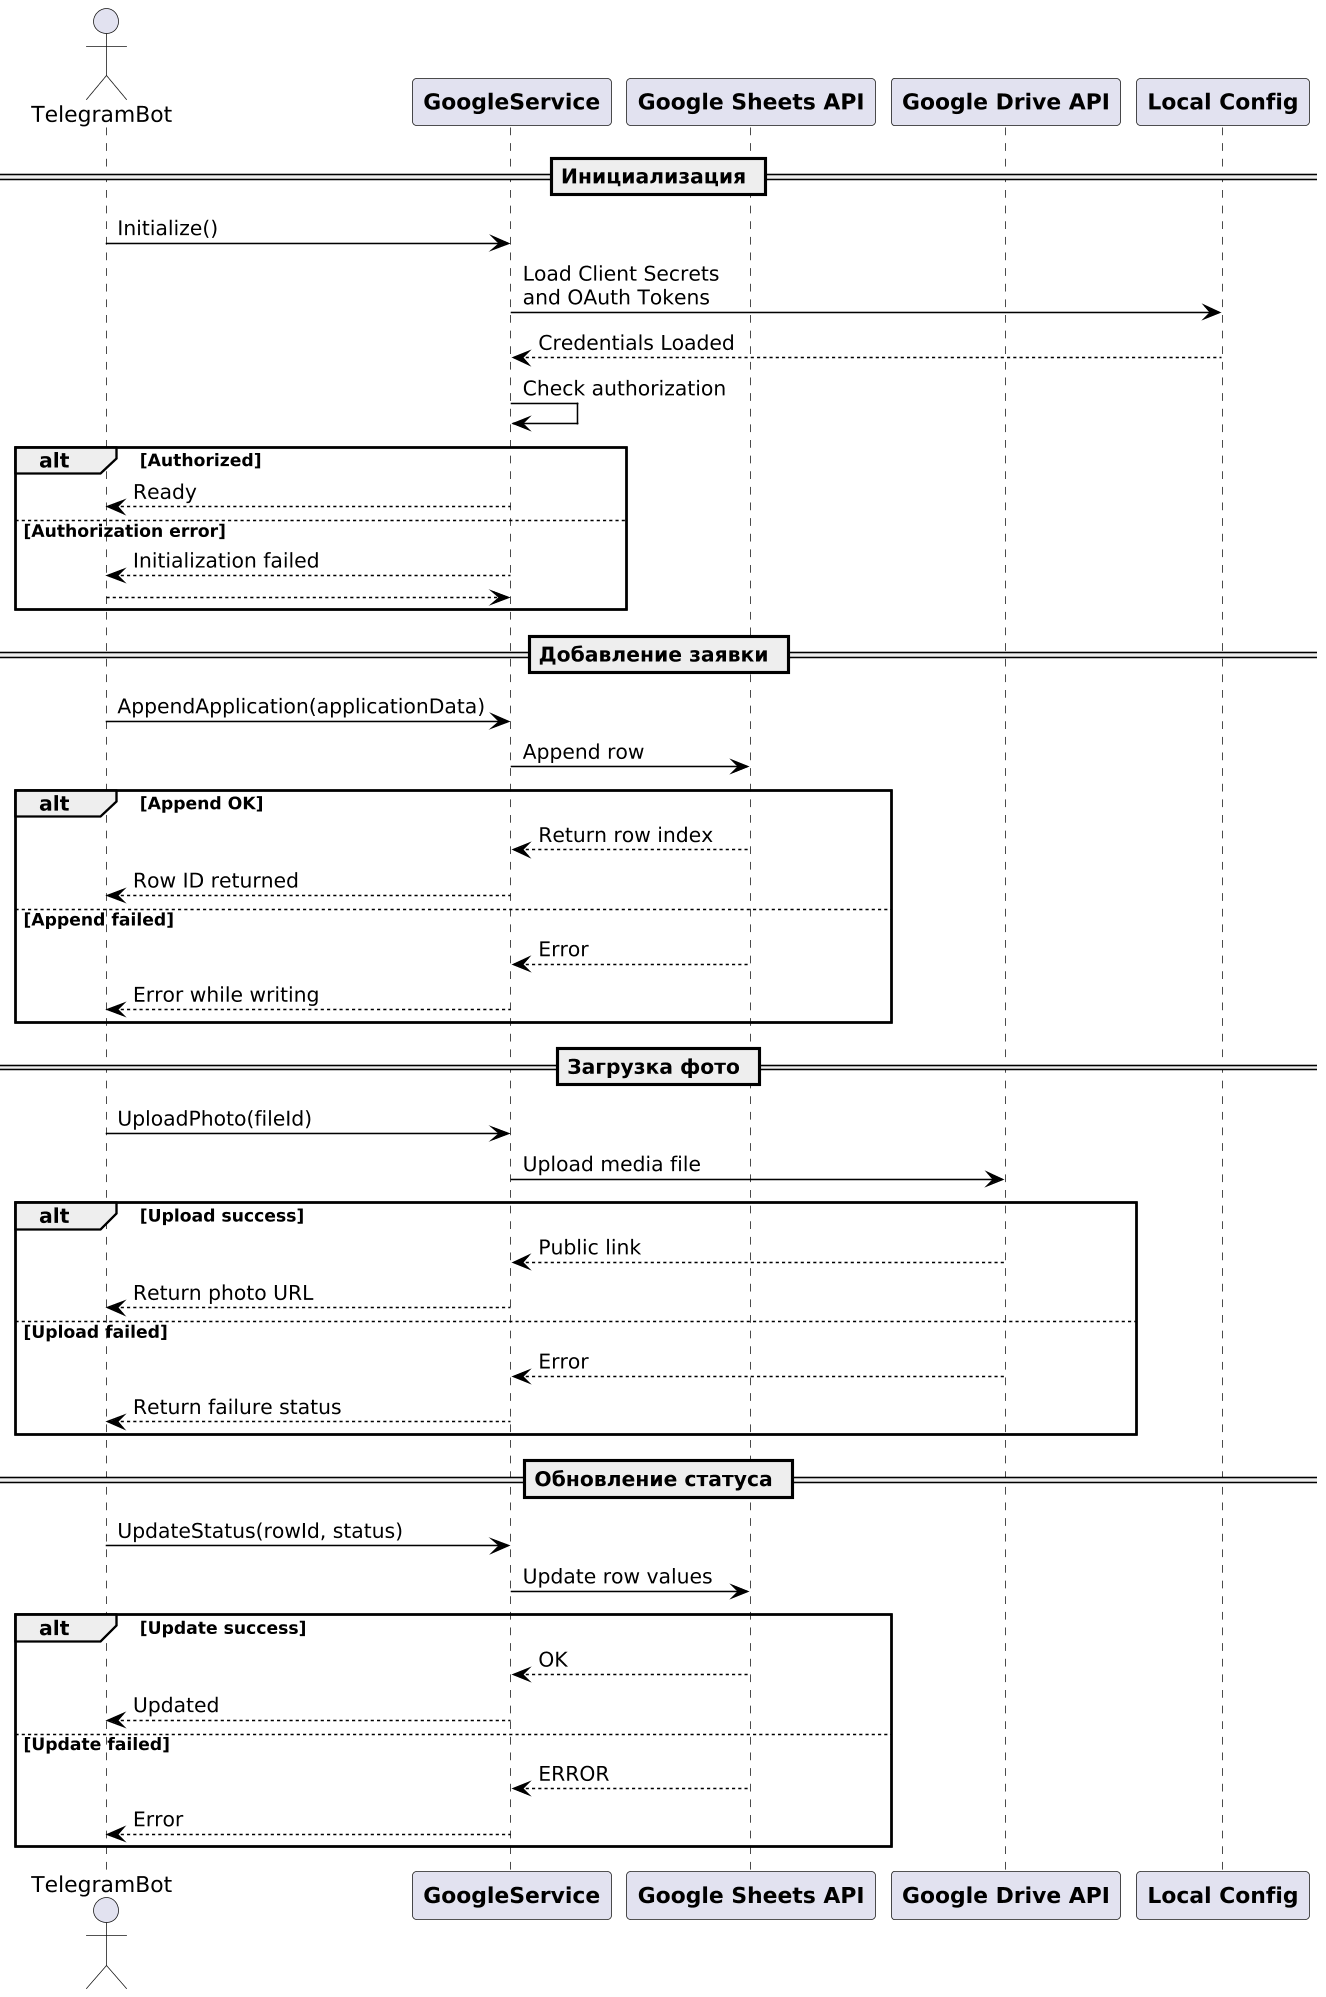 TelegramBot
GoogleService
Google Sheets API
Google Drive API
Local Config
Инициализация
Initialize()
Load Client Secrets
and OAuth Tokens
Credentials Loaded
Check authorization
alt
[Authorized]
Ready
[Authorization error]
Initialization failed
Добавление заявки
AppendApplication(applicationData)
Append row
alt
[Append OK]
Return row index
Row ID returned
[Append failed]
Error
Error while writing
Загрузка фото
UploadPhoto(fileId)
Upload media file
alt
[Upload success]
Public link
Return photo URL
[Upload failed]
Error
Return failure status
Обновление статуса
UpdateStatus(rowId, status)
Update row values
alt
[Update success]
OK
Updated
[Update failed]
ERROR
Error
TelegramBot
GoogleService
Google Sheets API
Google Drive API
Local Config